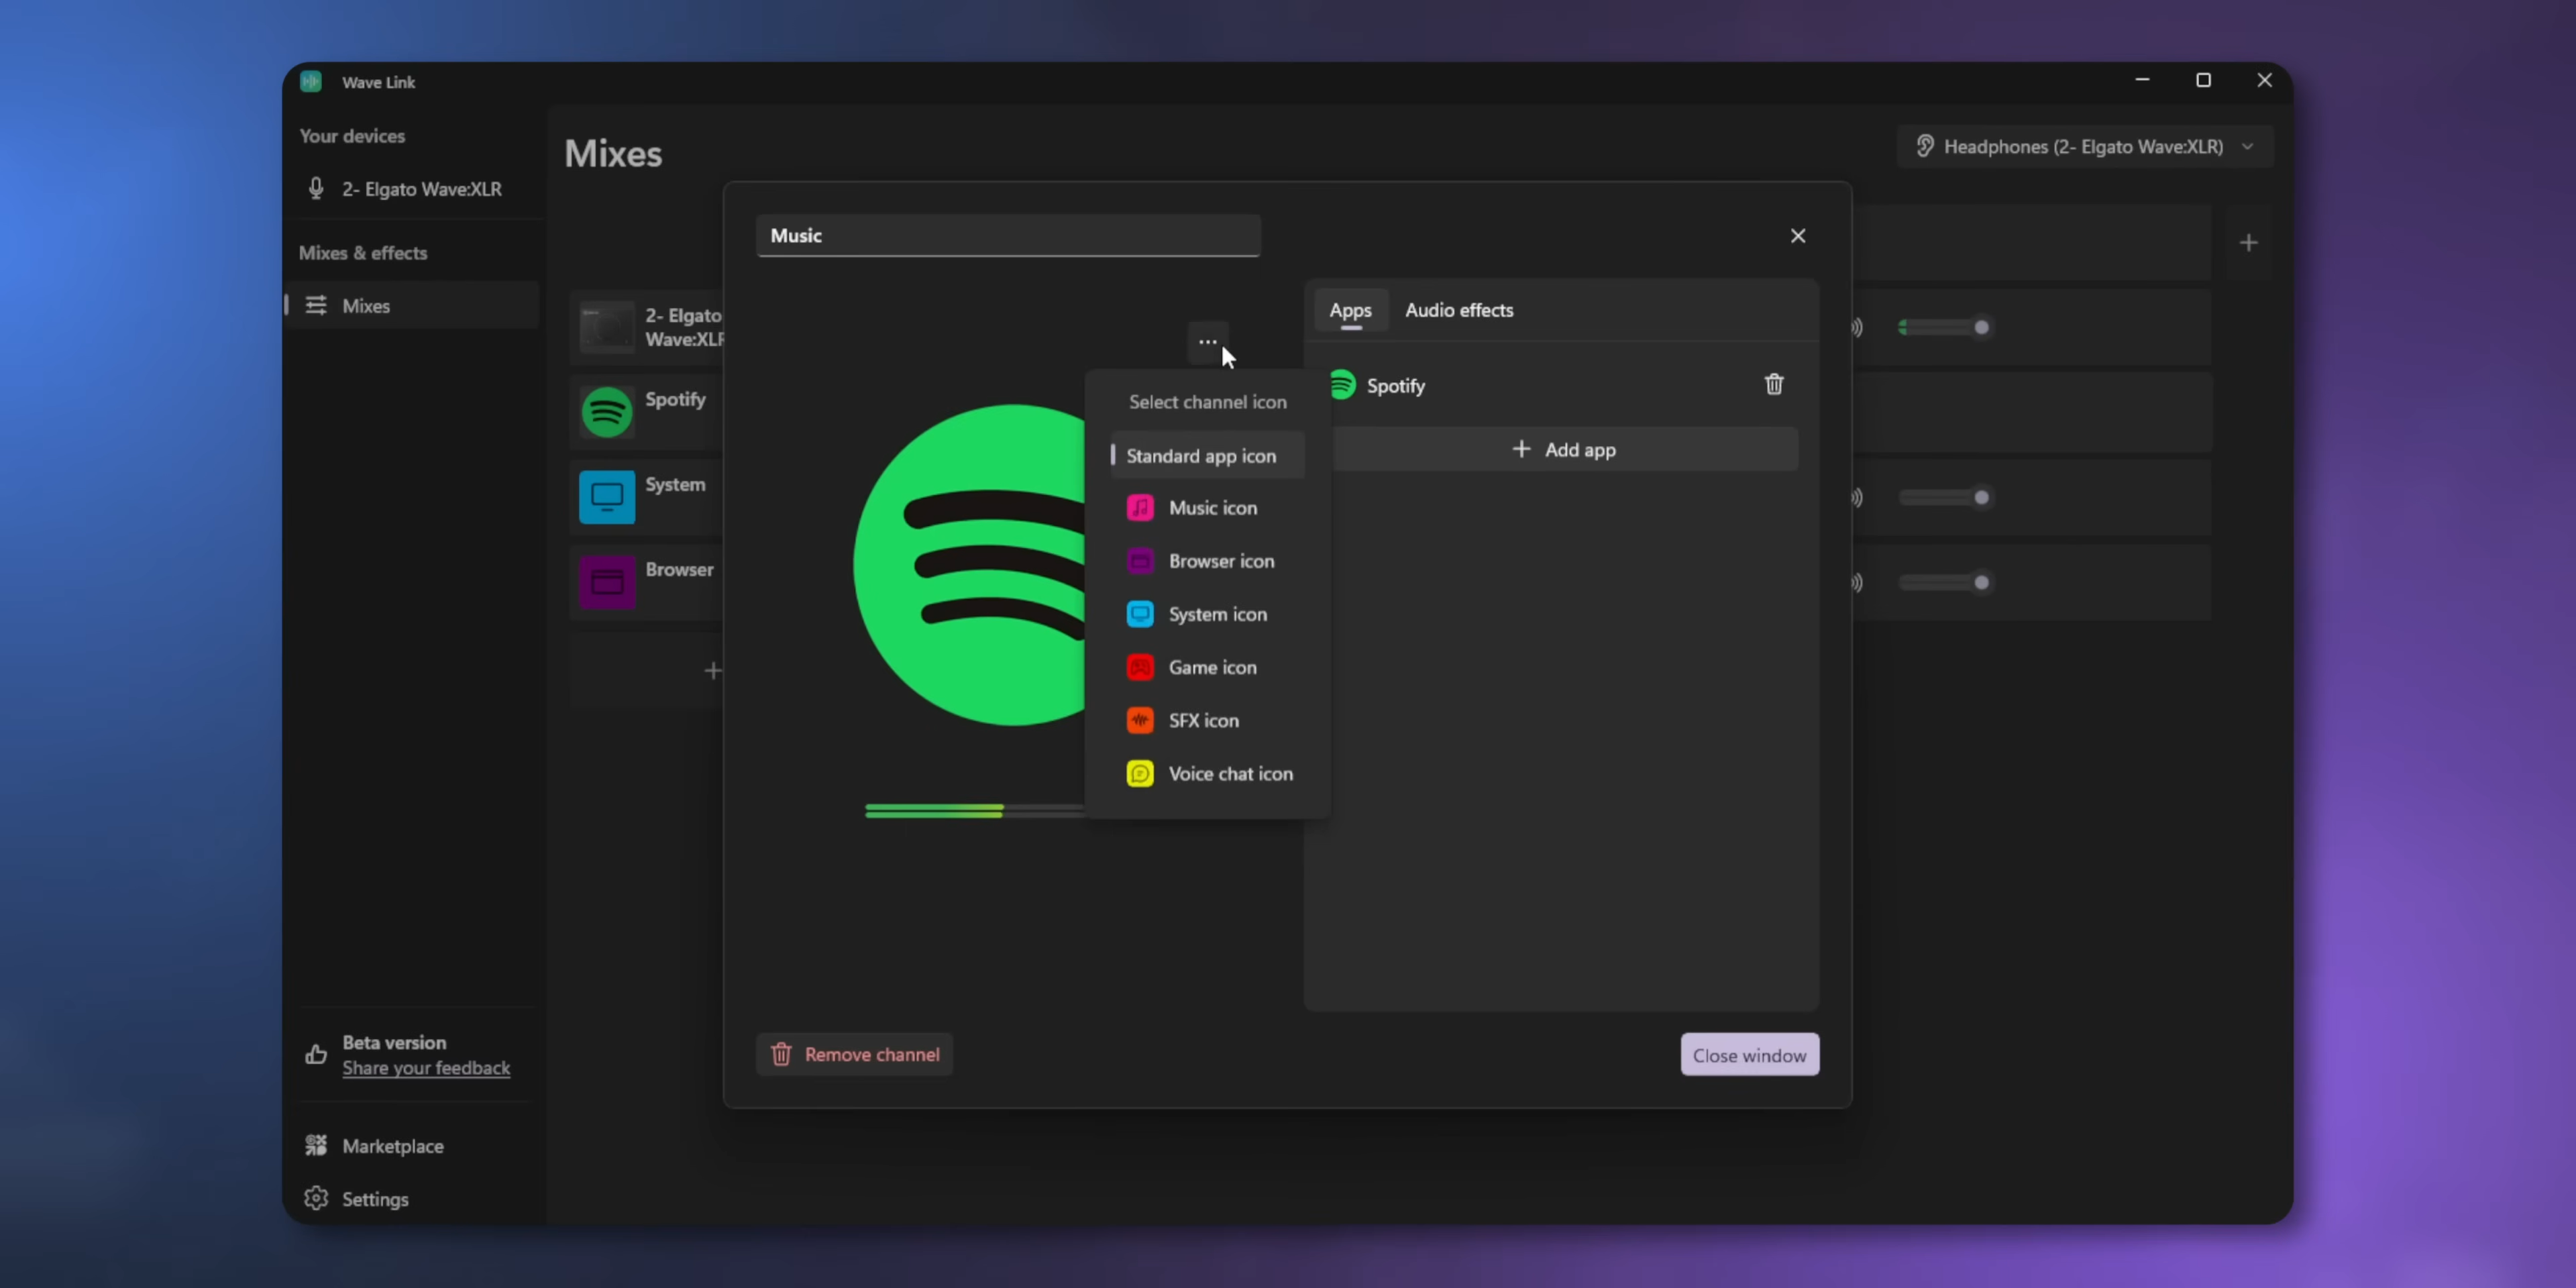 Wave Link
Your devices
2- Elgato Wave:XLR
Mixes & effects
Mixes
Beta version
Share your feedback
Marketplace
Settings
Mixes
Headphones (2- Elgato Wave:XLR)
2- Elgato
Wave:XLR
Spotify
System
Browser
Music
Select channel icon
Standard app icon
Music icon
Browser icon
System icon
Game icon
SFX icon
Voice chat icon
Apps
Audio effects
Spotify
Add app
Remove channel
Close window